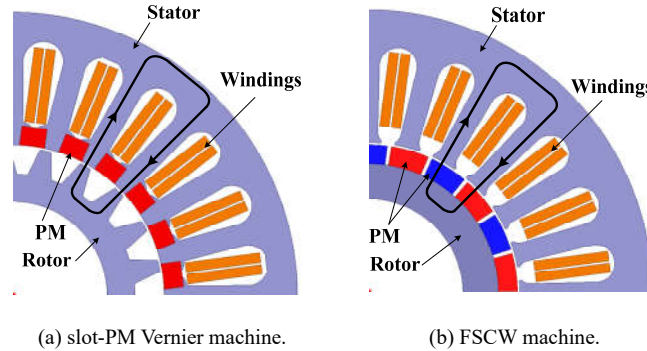 Stator
Windings
PM
Rotor
(a) slot-PM Vernier machine.
Stator
Windings
PM
Rotor
(b) FSCW machine.